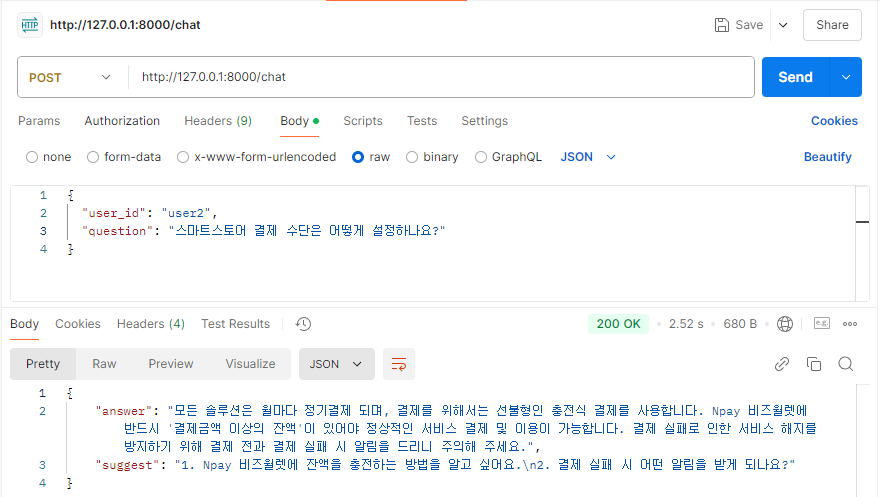 HTTP http://127.0.0.1:8000/chat Save Share
POST http://127.0.0.1:8000/chat Send
Params Authorization Headers (9) Body Scripts Tests Settings Cookies
none form-data x-www-form-urlencoded raw binary GraphQL JSON Beautify
1 {
2 "user_id": "user2",
3 "question": "스마트스토어 결제 수단은 어떻게 설정하나요?"
4 }
Body Cookies Headers (4) Test Results 200 OK • 2.52 s • 680 B • e.g.
Pretty Raw Preview Visualize JSON
1 {
2 "answer": "모든 솔루션은 월마다 정기결제 되며, 결제를 위해서는 선불형인 충전식 결제를 사용합니다. Npay 비즈월렛에
반드시 '결제금액 이상의 잔액'이 있어야 정상적인 서비스 결제 및 이용이 가능합니다. 결제 실패로 인한 서비스 해지를
방지하기 위해 결제 전과 결제 실패 시 알림을 드리니 주의해 주세요.",
3 "suggest": "1. Npay 비즈월렛에 잔액을 충전하는 방법을 알고 싶어요.\n2. 결제 실패 시 어떤 알림을 받게 되나요?"
4 }